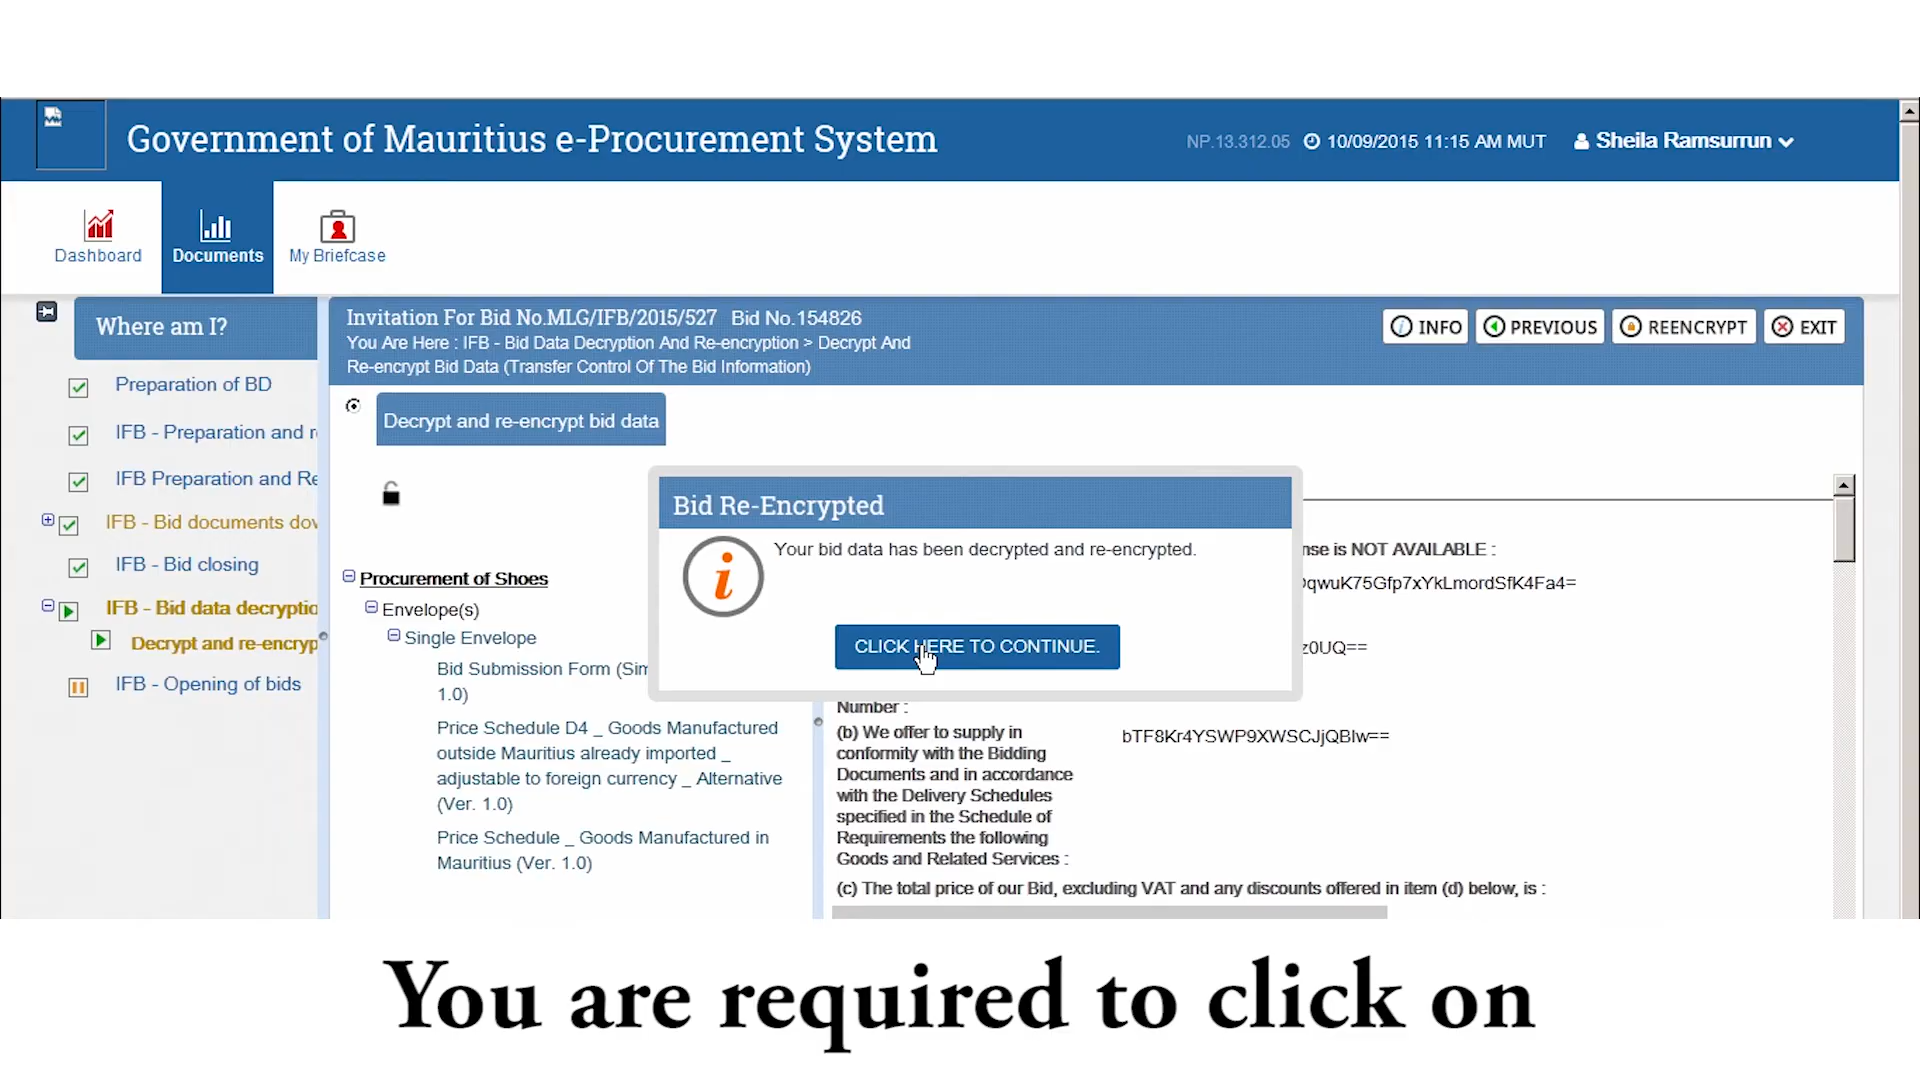 Government of Mauritius e-Procurement System
NP.13.312.05 10/09/2015 11:15 AM MUT Sheila Ramsurrun
Dashboard
Documents
My Briefcase
Where am I?
Preparation of BD
IFB - Preparation and
IFB Preparation and Re
IFB - Bid documents
IFB - Bid closing
IFB - Bid data decryptio
Decrypt and re-encryp
IFB - Opening of bids
Invitation For Bid No.MLG/IFB/2015/527 Bid No.154826
You Are Here : IFB - Bid Data Decryption And Re-encryption > Decrypt And
Re-encrypt Bid Data (Transfer Control Of The Bid Information)
INFO
PREVIOUS
REENCRYPT
EXIT
Decrypt and re-encrypt bid data
Procurement of Shoes
Envelope(s)
Single Envelope
Bid Submission Form (Sim
1.0)
Price Schedule D4 _ Goods Manufactured
outside Mauritius already imported _
adjustable to foreign currency _ Alternative
(Ver. 1.0)
Price Schedule _ Goods Manufactured in
Mauritius (Ver. 1.0)
Bid Re-Encrypted
i
Your bid data has been decrypted and re-encrypted.
CLICK HERE TO CONTINUE.
nse is NOT AVAILABLE :
qwuK75Gfp7xYkLmordSfK4Fa4=
z0UQ==
Number :
(b) We offer to supply in
conformity with the Bidding
Documents and in accordance
with the Delivery Schedules
specified in the Schedule of
Requirements the following
Goods and Related Services :
bTF8Kr4YSWP9XWSCJjQBIw==
(c) The total price of our Bid, excluding VAT and any discounts offered in item (d) below, is :
You are required to click on